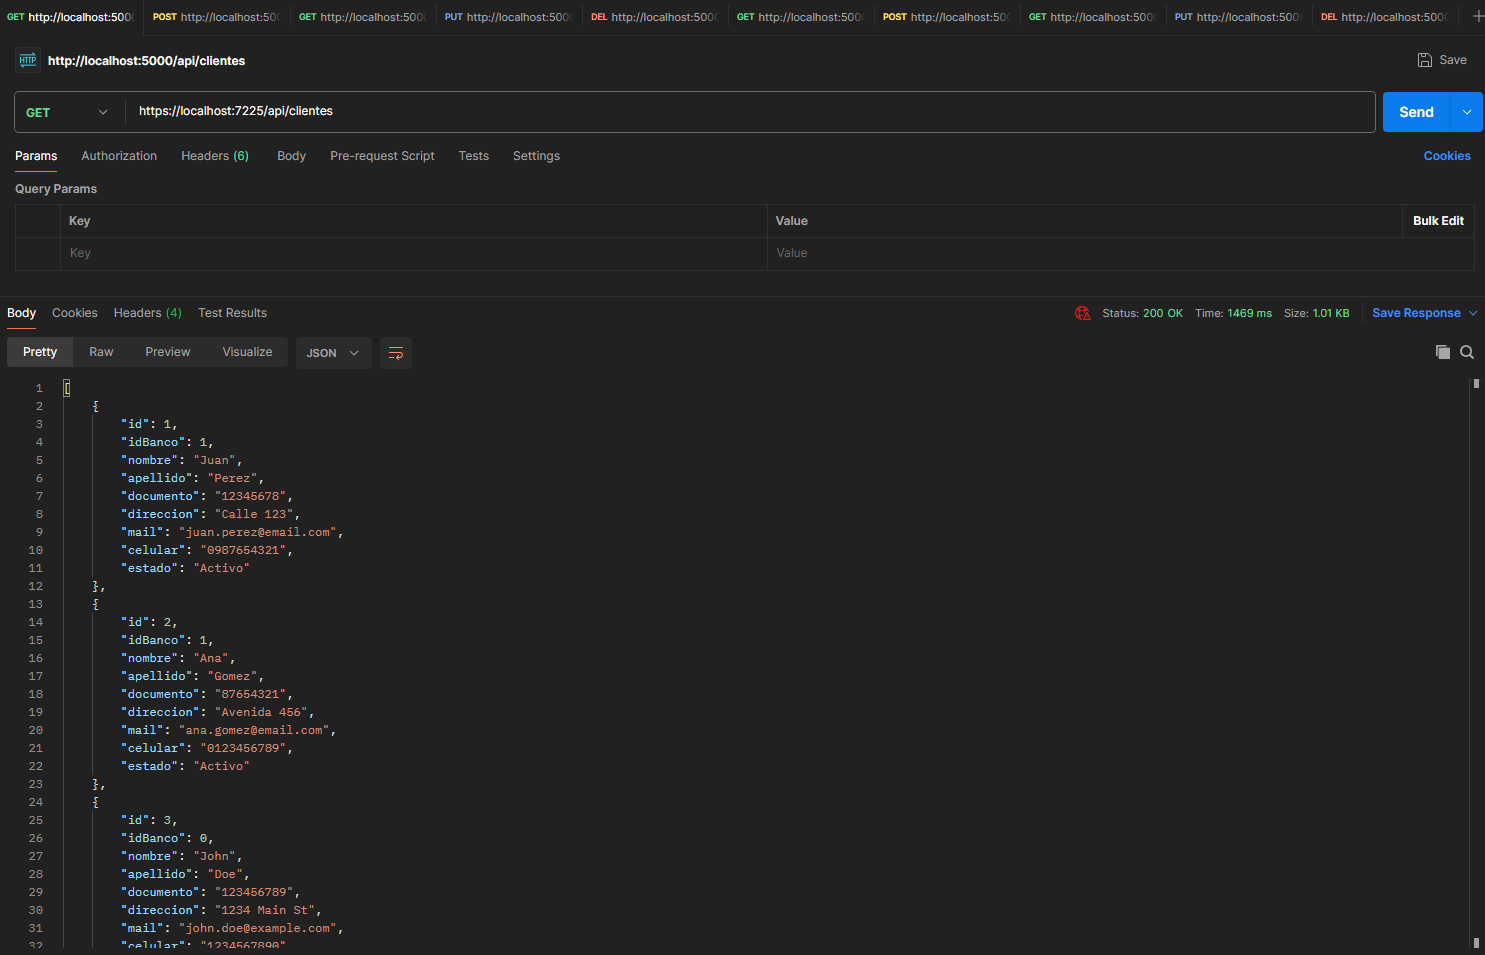 GET http://localhost:5000 POST http://localhost:500 GET http://localhost:500 PUT http://localhost:500 DEL http://localhost:500 GET http://localhost:500 POST http://localhost:500 GET http://localhost:500 PUT http://localhost:500 DEL http://localhost:500
HTTP http://localhost:5000/api/clientes Save
GET https://localhost:7225/api/clientes Send
Params Authorization Headers (6) Body Pre-request Script Tests Settings Cookies
Query Params
Key Value Bulk Edit
Key Value
Body Cookies Headers (4) Test Results Status: 200 OK Time: 1469 ms Size: 1.01 KB Save Response
Pretty Raw Preview Visualize JSON
1 [
2 {
3 "id": 1,
4 "idBanco": 1,
5 "nombre": "Juan",
6 "apellido": "Perez",
7 "documento": "12345678",
8 "direccion": "Calle 123",
9 "mail": "juan.perez@email.com",
10 "celular": "0987654321",
11 "estado": "Activo"
12 },
13 {
14 "id": 2,
15 "idBanco": 1,
16 "nombre": "Ana",
17 "apellido": "Gomez",
18 "documento": "87654321",
19 "direccion": "Avenida 456",
20 "mail": "ana.gomez@email.com",
21 "celular": "0123456789",
22 "estado": "Activo"
23 },
24 {
25 "id": 3,
26 "idBanco": 0,
27 "nombre": "John",
28 "apellido": "Doe",
29 "documento": "123456789",
30 "direccion": "1234 Main St",
31 "mail": "john.doe@example.com",
32 "celular": "1234567890"